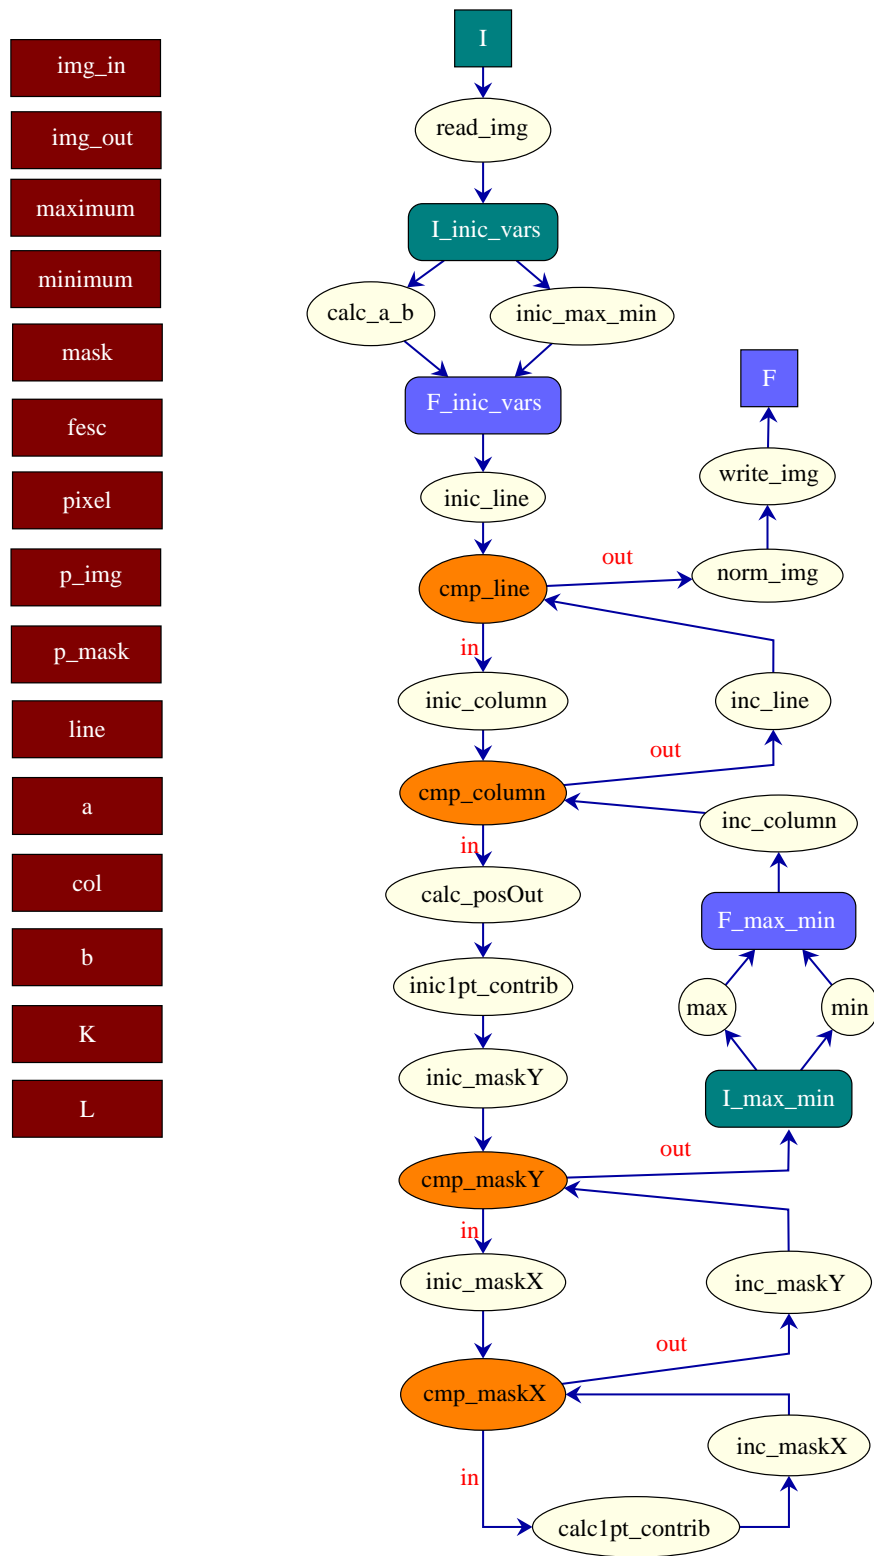 img_in
img_out
maximum
minimum
mask
fesc
pixel
p_img
p_mask
line
a
col
b
K
L
I
read_img
I_inic_vars
calc_a_b
inic_max_min
F_inic_vars
inic_line
cmp_line
out
in
inic_column
cmp_column
out
in
calc_posOut
inic1pt_contrib
inic_maskY
cmp_maskY
out
in
inic_maskX
cmp_maskX
out
in
calc1pt_contrib
F
write_img
norm_img
inc_line
inc_column
F_max_min
max
min
I_max_min
inc_maskY
inc_maskX